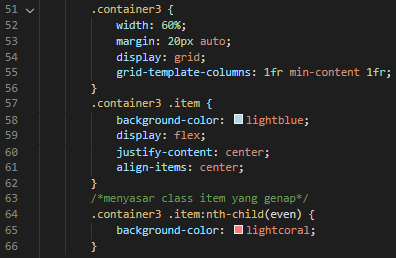 51 .container3 {
52 width: 60%;
53 margin: 20px auto;
54 display: grid;
55 grid-template-columns: 1fr min-content 1fr;
56 }
57 .container3 .item {
58 background-color: lightblue;
59 display: flex;
60 justify-content: center;
61 align-items: center;
62 }
63 /*menyasar class item yang genap*/
64 .container3 .item:nth-child(even) {
65 background-color: lightcoral;
66 }